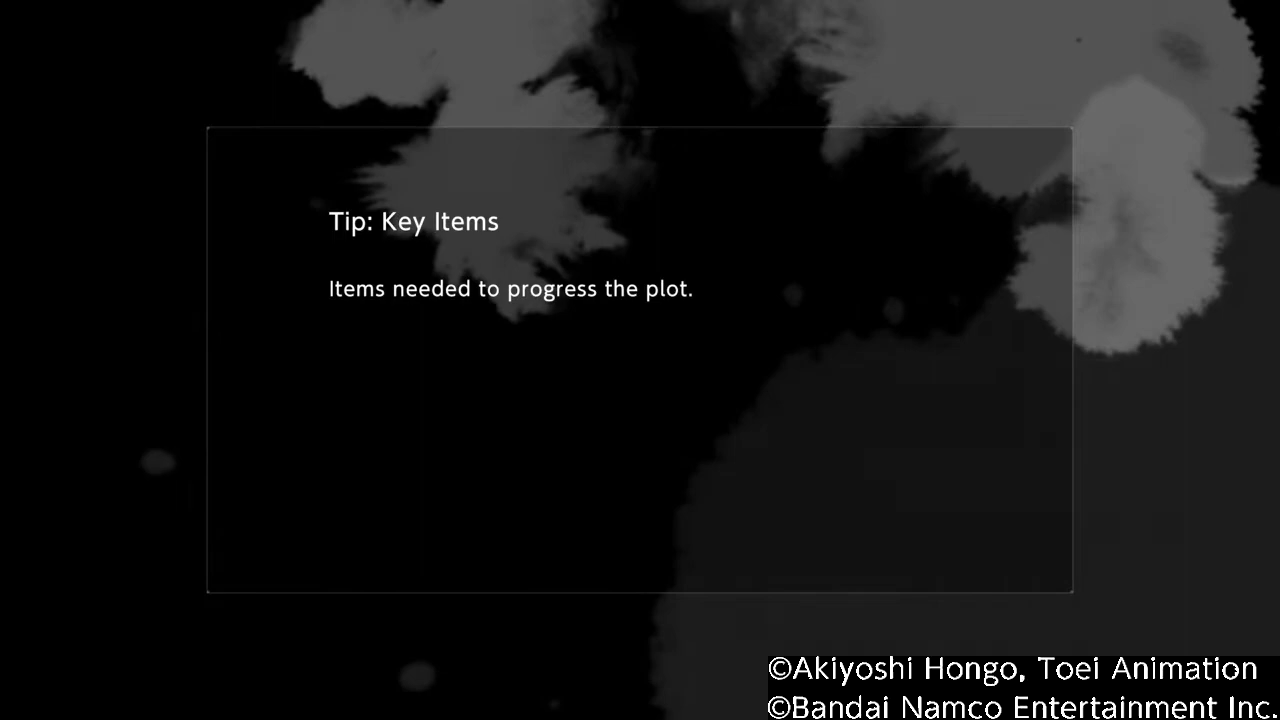 Tip: Key Items
Items needed to progress the plot.
©Akiyoshi Hongo, Toei Animation
©Bandai Namco Entertainment Inc.